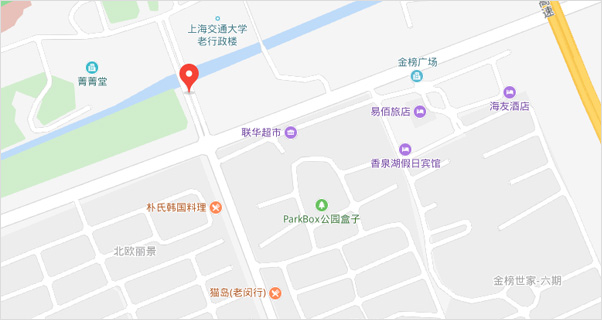 高速
上海交通大学
老行政楼
金榜广场
菁菁堂
海友酒店
易佰旅店
联华超市
香泉湖假日宾馆
朴氏韩国料理
ParkBox公园盒子
北欧丽景
金榜世家-六期
猫岛(老闵行)